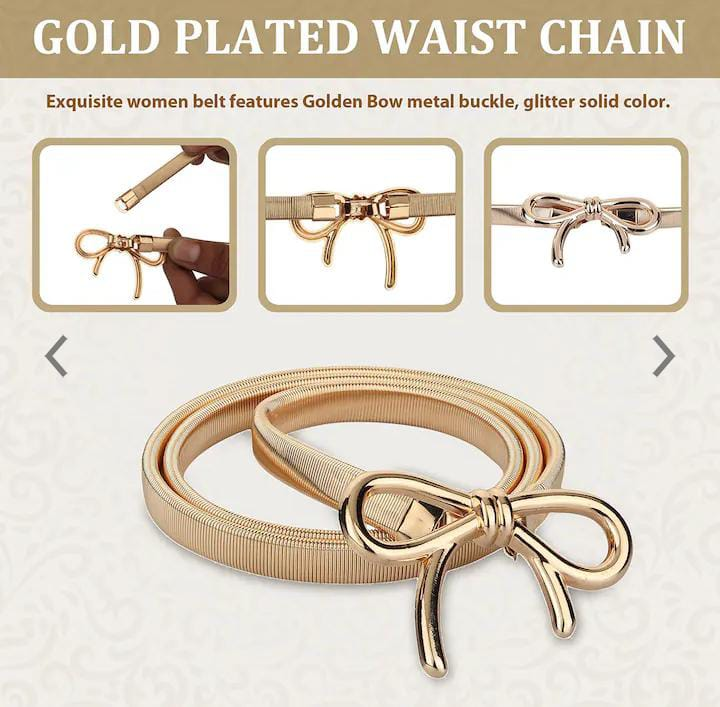 GOLD PLATED WAIST CHAIN
Exquisite women belt features Golden Bow metal buckle, glitter solid color.